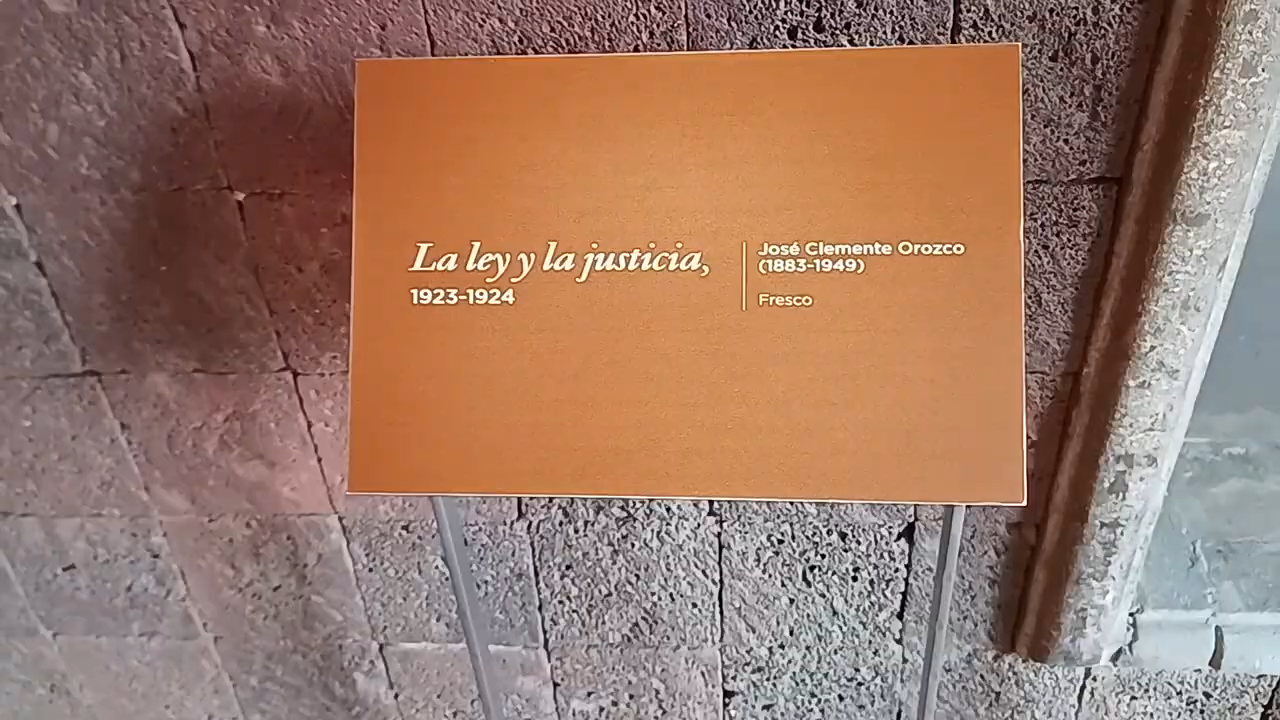 La ley y la justicia,
1923-1924
José Clemente Orozco
(1883-1949)
Fresco